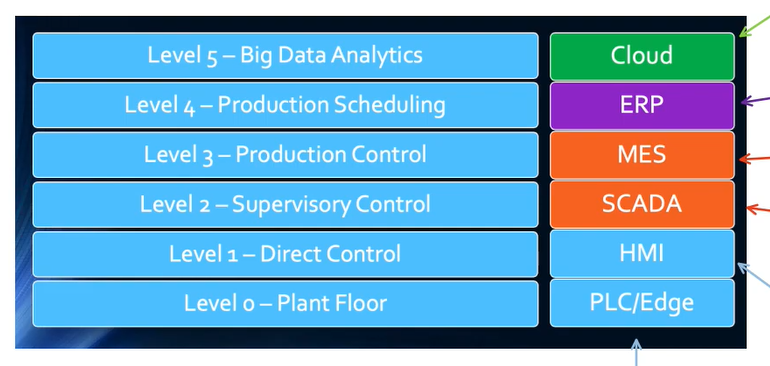 Level 5 – Big Data Analytics Cloud
Level 4 – Production Scheduling ERP
Level 3 – Production Control MES
Level 2 – Supervisory Control SCADA
Level 1 – Direct Control HMI
Level 0 – Plant Floor PLC/Edge